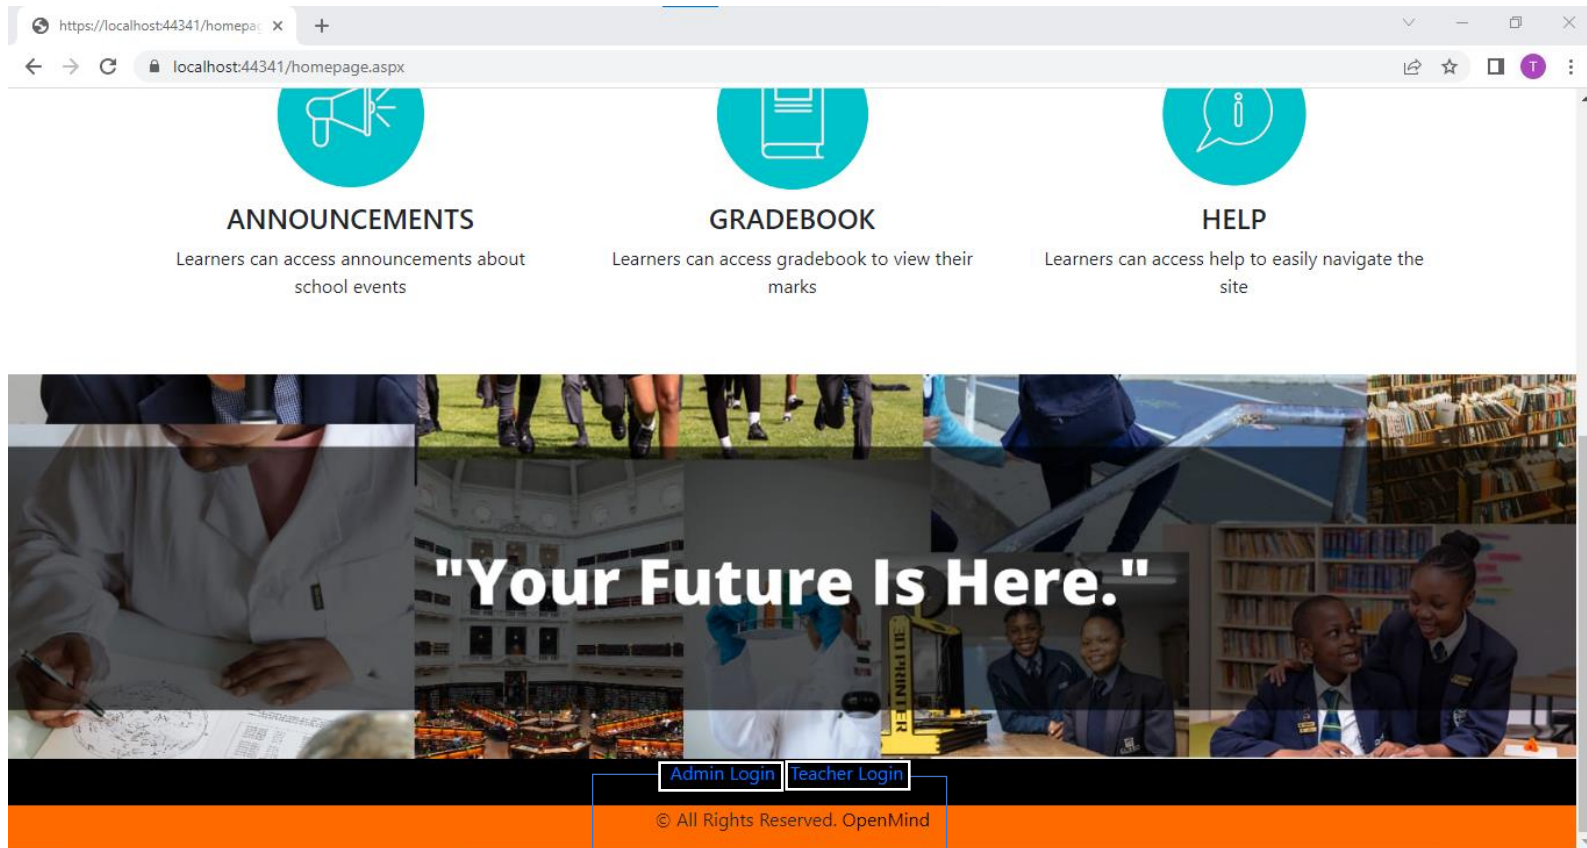 https://localhost:44341/homepag
localhost:44341/homepage.aspx
T
ANNOUNCEMENTS
GRADEBOOK
HELP
Learners can access announcements about
school events
Learners can access gradebook to view their
marks
Learners can access help to easily navigate the
site
"Your Future Is Here."
3D PRINTER
Admin Login
Teacher Login
© All Rights Reserved. OpenMind